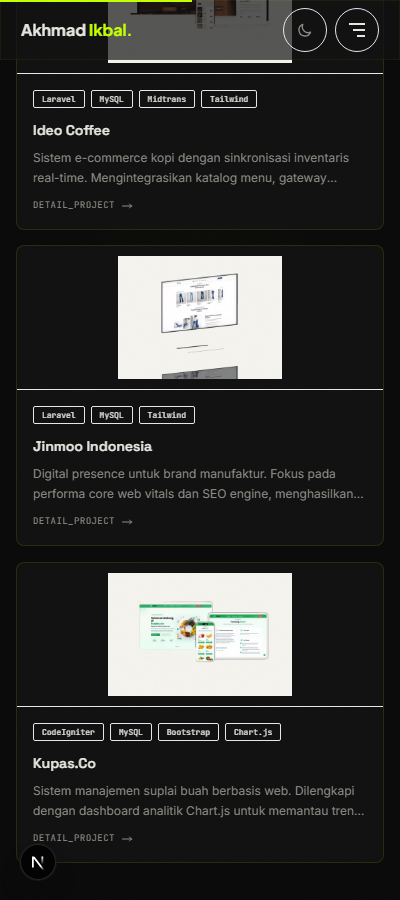 Akhmad Ikbal.
Laravel MySQL Midtrans Tailwind
Ideo Coffee
Sistem e-commerce kopi dengan sinkronisasi inventaris
real-time. Mengintegrasikan katalog menu, gateway...
DETAIL_PROJECT →
Laravel MySQL Tailwind
Jinmoo Indonesia
Digital presence untuk brand manufaktur. Fokus pada
performa core web vitals dan SEO engine, menghasilkan...
DETAIL_PROJECT →
CodeIgniter MySQL Bootstrap Chart.js
Kupas.Co
Sistem manajemen suplai buah berbasis web. Dilengkapi
dengan dashboard analitik Chart.js untuk memantau tren...
DETAIL_PROJECT →
N